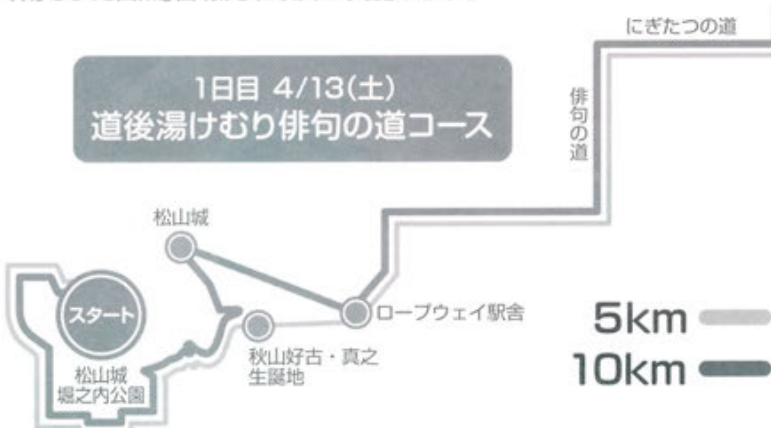 にぎたつの道
1日目 4/13(土)
道後湯けむり俳句の道コース
俳句の道
松山城
スタート
松山城
堀之内公園
ロープウェイ駅舎
秋山好古・真之
生誕地
5km
10km